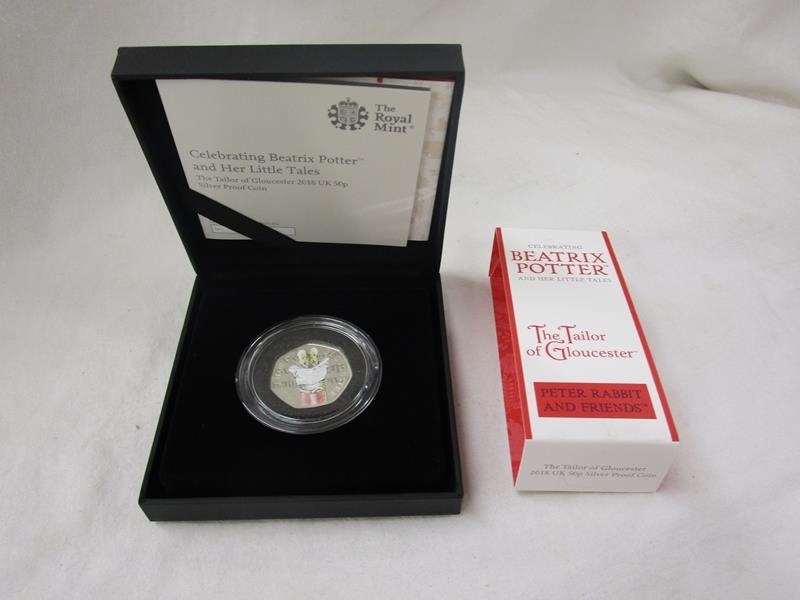 The
Royal
Mint®
Celebrating Beatrix Potter™
and Her Little Tales
The Tailor of Gloucester 2018 UK 50p
Silver Proof Coin
CELEBRATING
BEATRIX
POTTER™
AND HER LITTLE TALES
The Tailor
of Gloucester™
PETER RABBIT
AND FRIENDS™
The Tailor of Gloucester
2018 UK 50p Silver Proof Coin